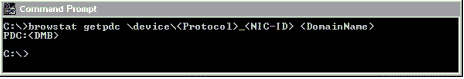 Command Prompt
C:\>browstat getpdc \device\<Protocol>_<NIC-ID> <DomainName>
PDC:<DMB>
C:\>